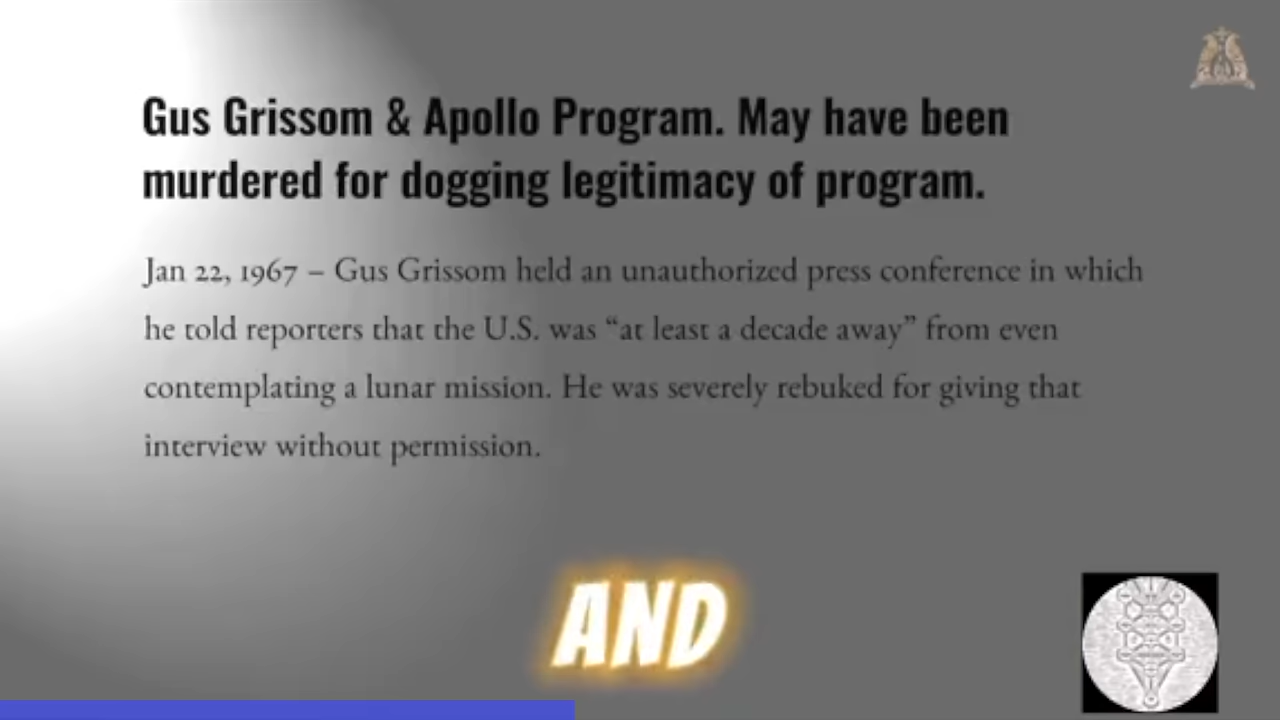 Gus Grissom & Apollo Program. May have been
murdered for dogging legitimacy of program.
Jan 22, 1967 – Gus Grissom held an unauthorized press conference in which
he told reporters that the U.S. was “at least a decade away” from even
contemplating a lunar mission. He was severely rebuked for giving that
interview without permission.
AND